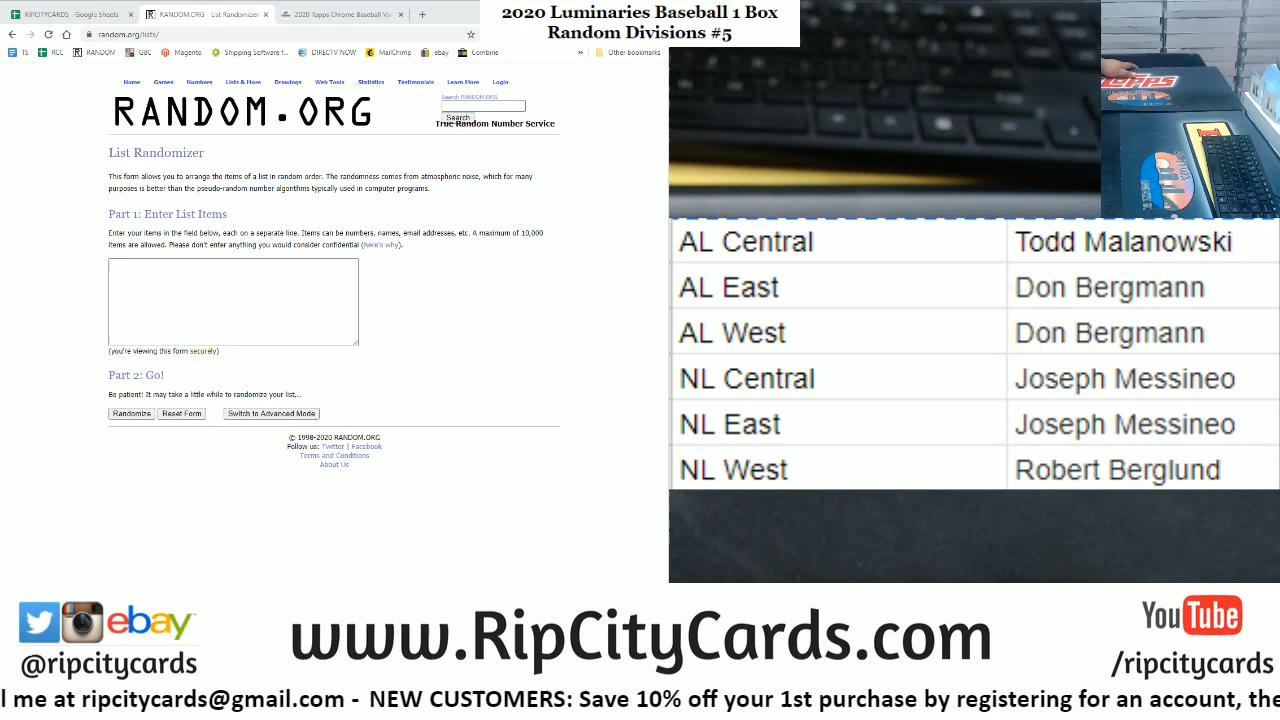 RIPCITYCARDS - Google Sheets
RANDOM.ORG - List Randomizer
2020 Topps Chrome Baseball Va
random.org/lists/
TS
RCC
RANDOM
GBC
Magento
Shipping Software f...
DIRECTV NOW
MailChimp
ebay
Combine
»
Other bookmarks
2020 Luminaries Baseball 1 Box
Random Divisions #5
Home Games Numbers Lists & More Drawings Web Tools Statistics Testimonials Learn More Login
RANDOM.ORG
Search RANDOM.ORG
Search
True Random Number Service
List Randomizer
This form allows you to arrange the items of a list in random order. The randomness comes from atmospheric noise, which for many
purposes is better than the pseudo-random number algorithms typically used in computer programs.
Part 1: Enter List Items
Enter your items in the field below, each on a separate line. Items can be numbers, names, email addresses, etc. A maximum of 10,000
items are allowed. Please don't enter anything you would consider confidential (here's why).
(you're viewing this form securely)
Part 2: Go!
Be patient! It may take a little while to randomize your list...
Randomize Reset Form Switch to Advanced Mode
© 1998-2020 RANDOM.ORG
Follow us: Twitter | Facebook
Terms and Conditions
About Us
TOPPS
AL Central Todd Malanowski
AL East Don Bergmann
AL West Don Bergmann
NL Central Joseph Messineo
NL East Joseph Messineo
NL West Robert Berglund
ebay
@ripcitycards
www.RipCityCards.com
YouTube
/ripcitycards
l me at ripcitycards@gmail.com - NEW CUSTOMERS: Save 10% off your 1st purchase by registering for an account, the